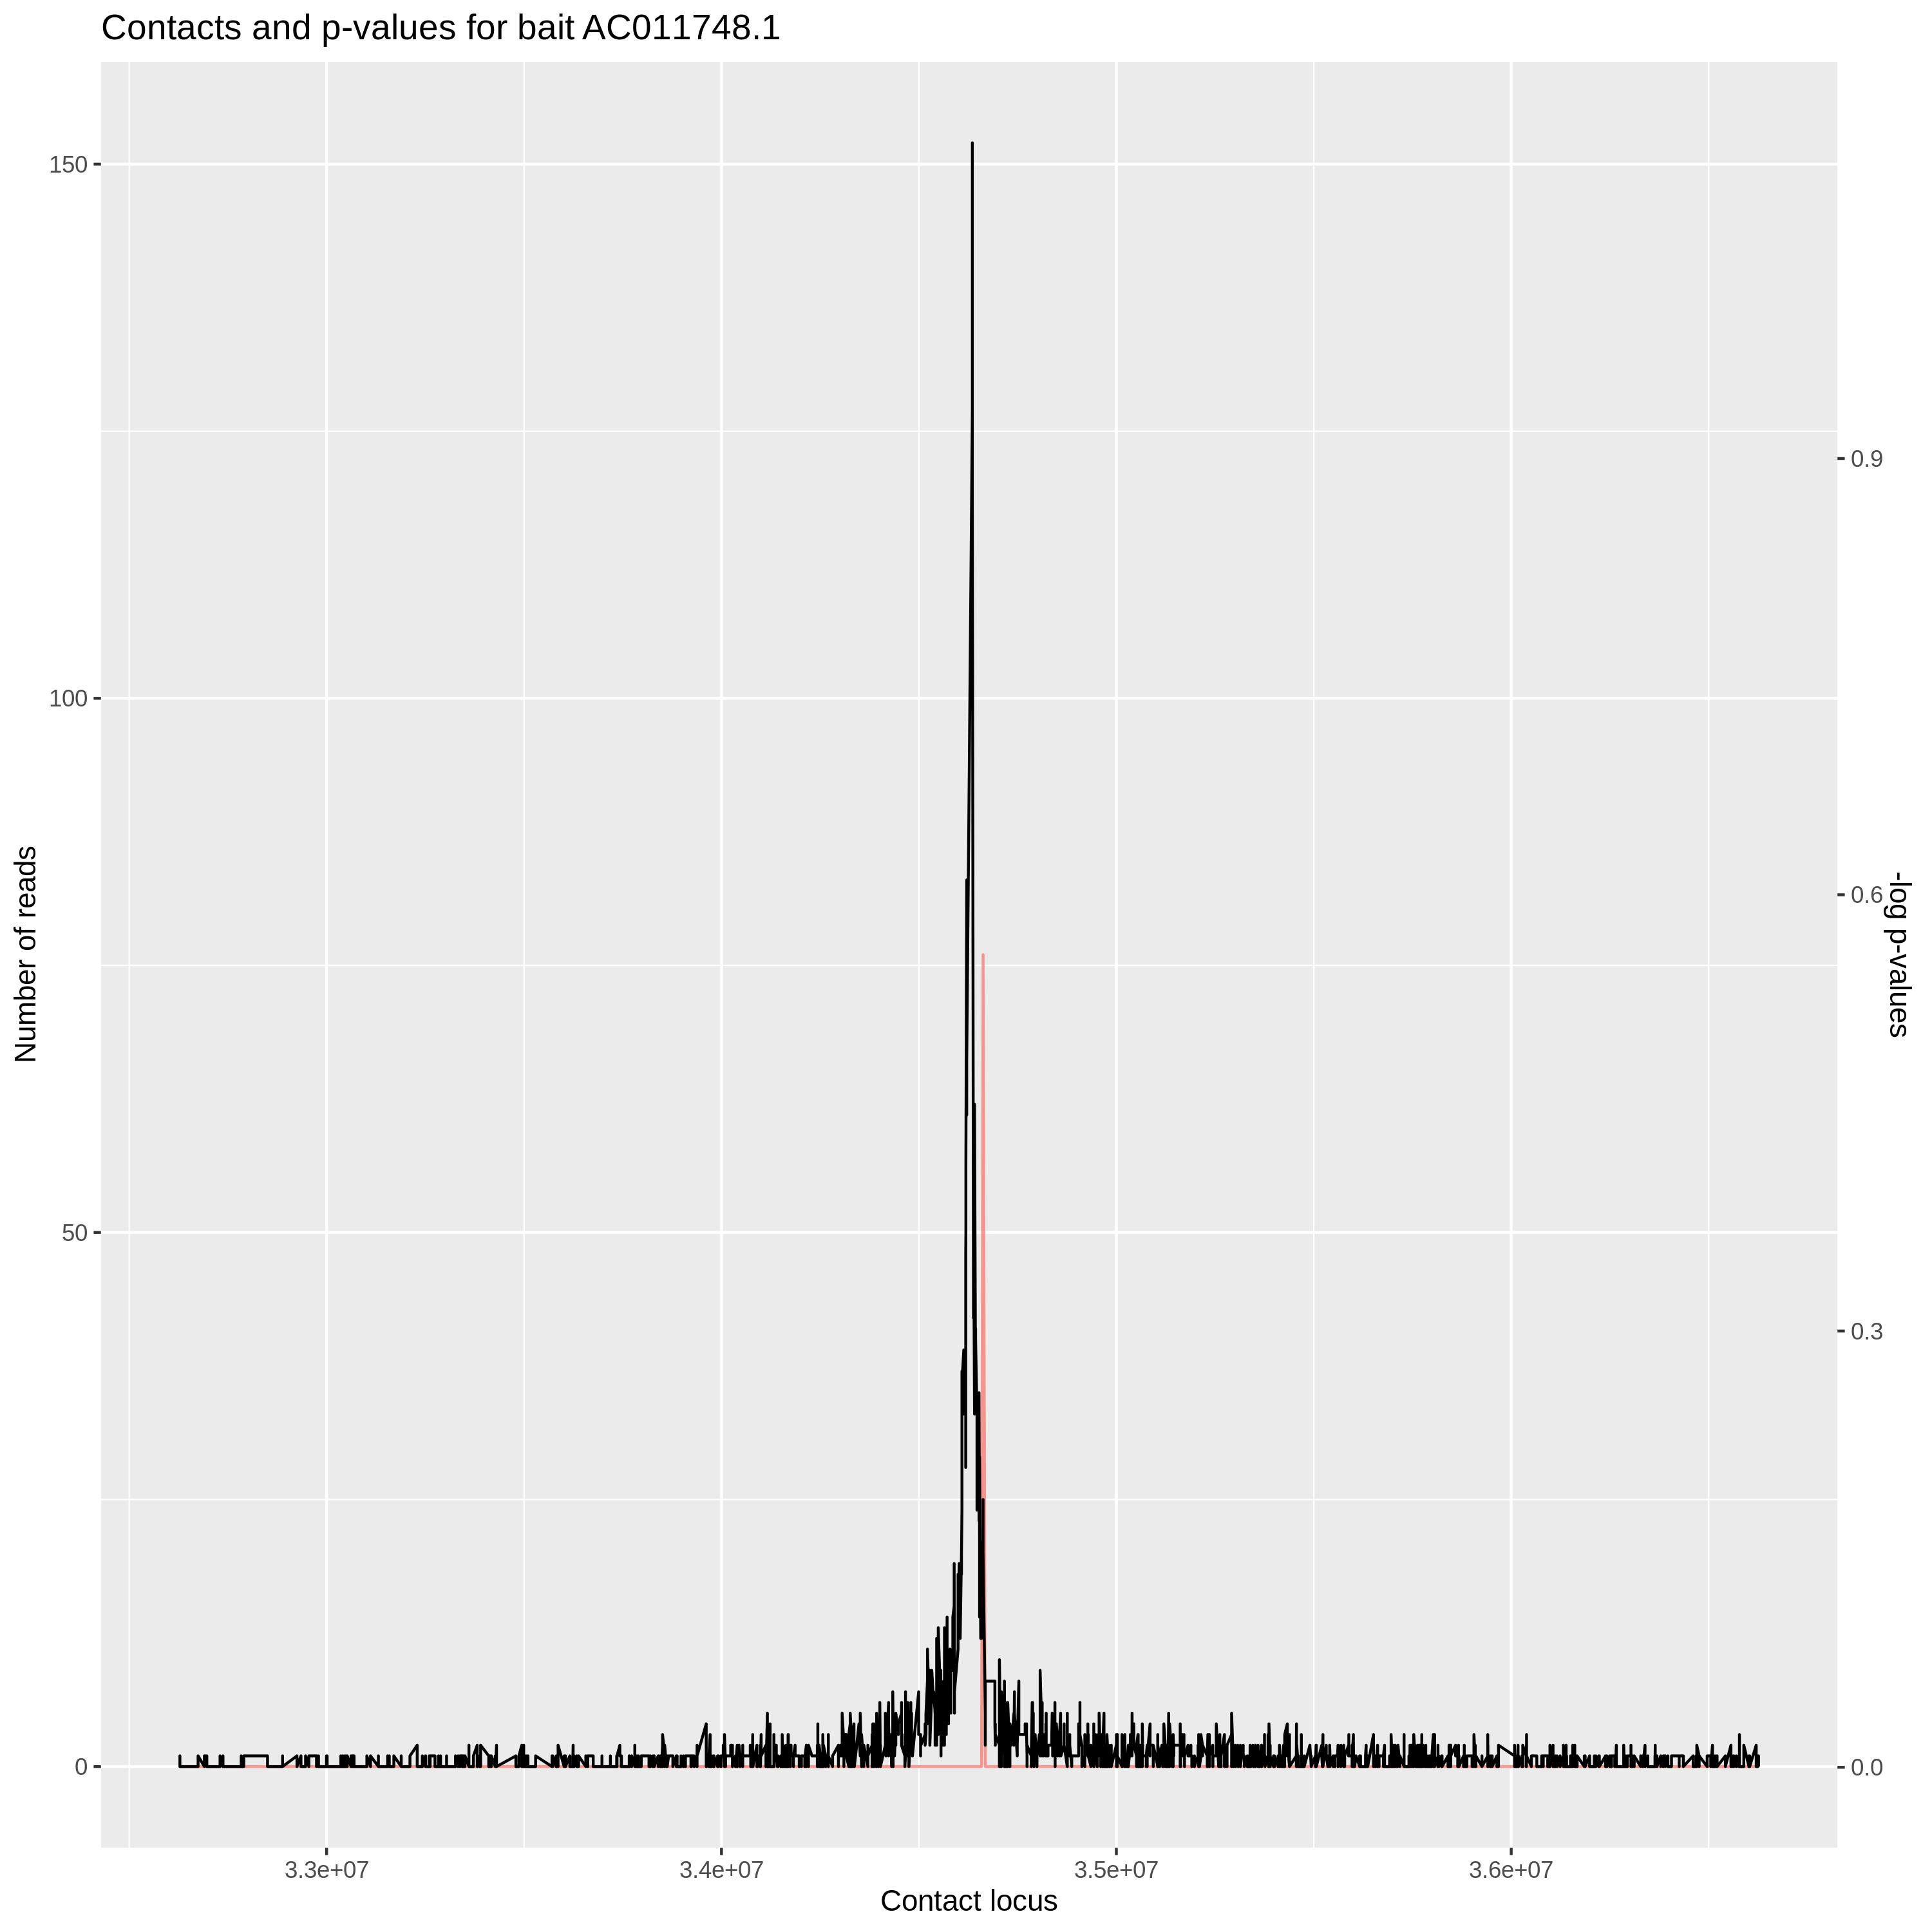 Contacts and p-values for bait AC011748.1
150
100
50
0
Number of reads
0.9
0.6
0.3
0.0
-log p-values
3.3e+07
3.4e+07
3.5e+07
3.6e+07
Contact locus